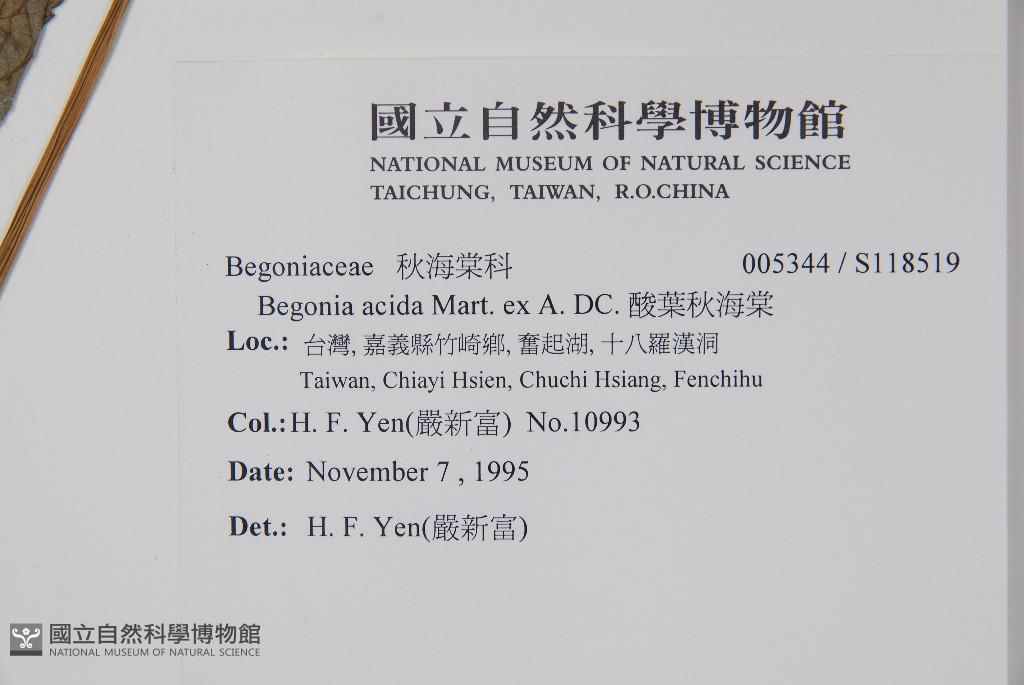 國立自然科學博物館
NATIONAL MUSEUM OF NATURAL SCIENCE
TAICHUNG, TAIWAN, R.O.CHINA
Begoniaceae 秋海棠科 005344 / S118519
Begonia acida Mart. ex A. DC. 酸葉秋海棠
Loc.: 台灣, 嘉義縣竹崎鄉, 奮起湖, 十八羅漢洞
Taiwan, Chiayi Hsien, Chuchi Hsiang, Fenchihu
Col.: H. F. Yen(嚴新富) No.10993
Date: November 7 , 1995
Det.: H. F. Yen(嚴新富)
國立自然科學博物館
NATIONAL MUSEUM OF NATURAL SCIENCE